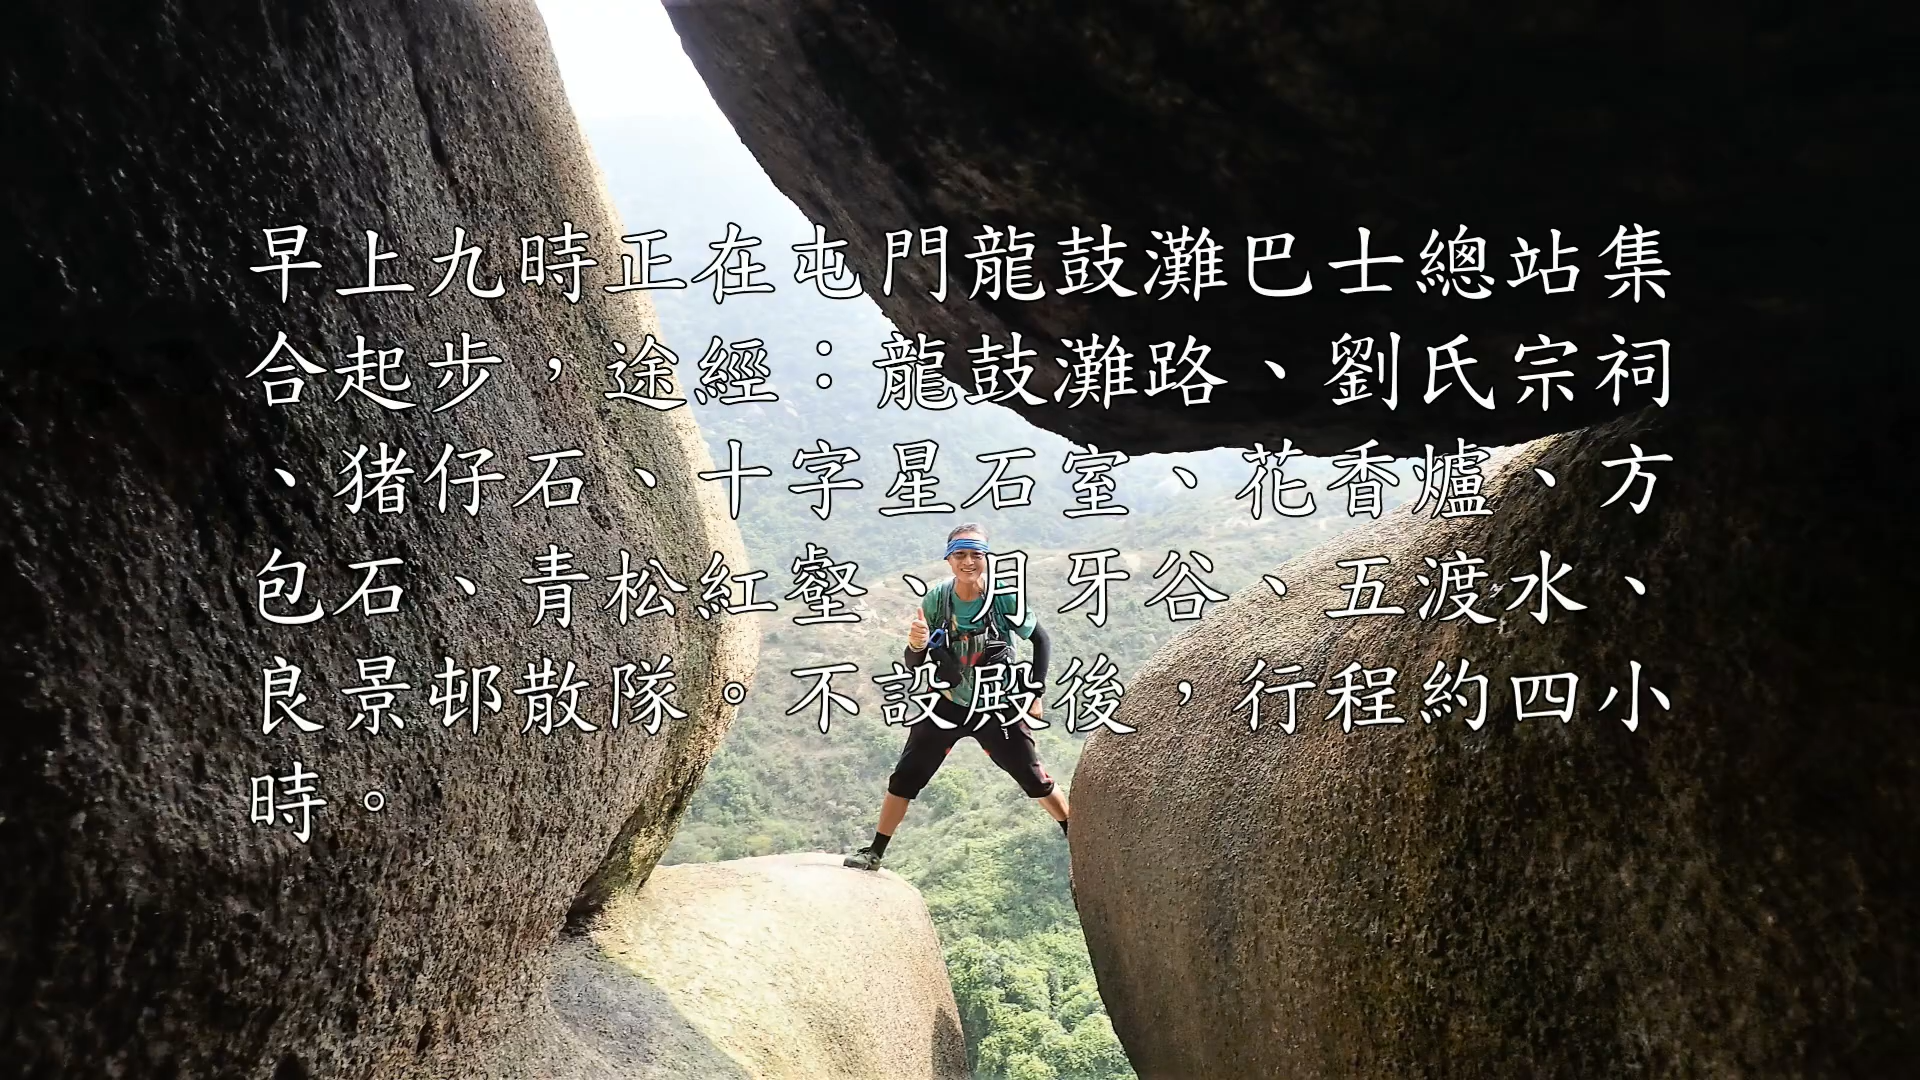 早上九時正在屯門龍鼓灘巴士總站集
合起步，途經：龍鼓灘路、劉氏宗祠
、猪仔石、十字星石室、花香爐、方
包石、青松紅壑、月牙谷、五渡水、
良景邨散隊。不設殿後，行程約四小
時。